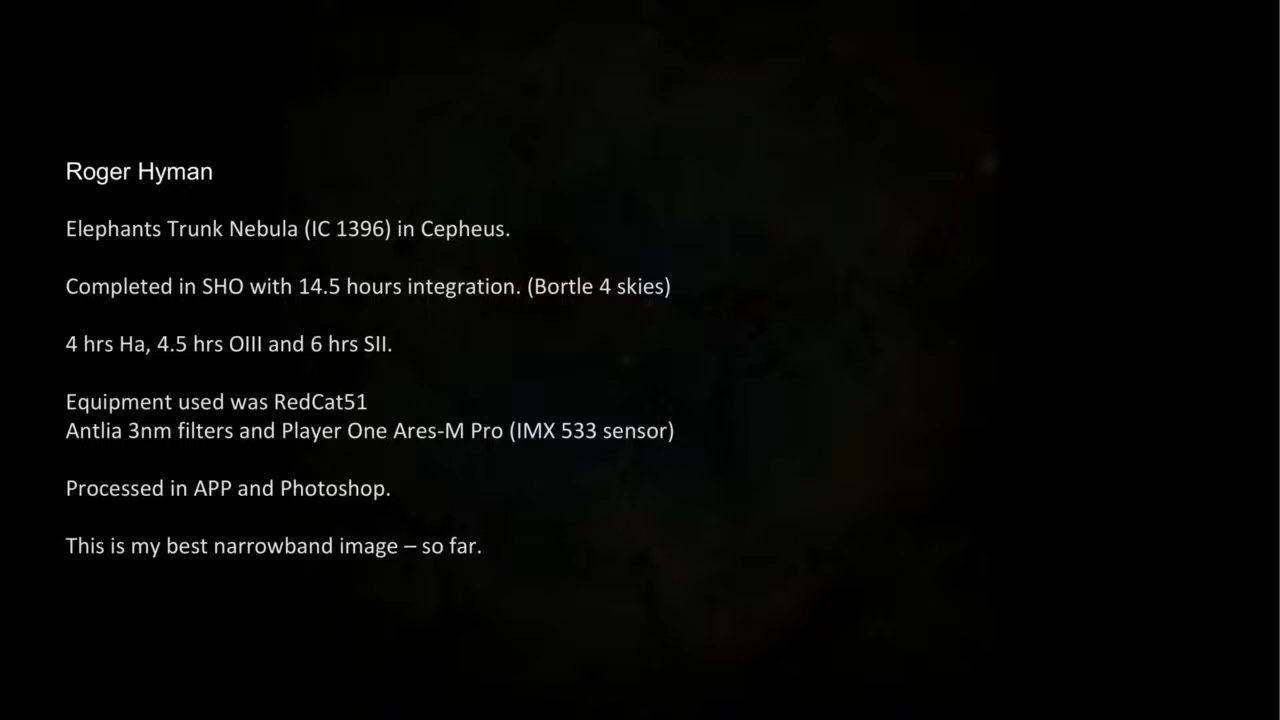 Roger Hyman
Elephants Trunk Nebula (IC 1396) in Cepheus.
Completed in SHO with 14.5 hours integration. (Bortle 4 skies)
4 hrs Ha, 4.5 hrs OIII and 6 hrs SII.
Equipment used was RedCat51
Antlia 3nm filters and Player One Ares-M Pro (IMX 533 sensor)
Processed in APP and Photoshop.
This is my best narrowband image – so far.